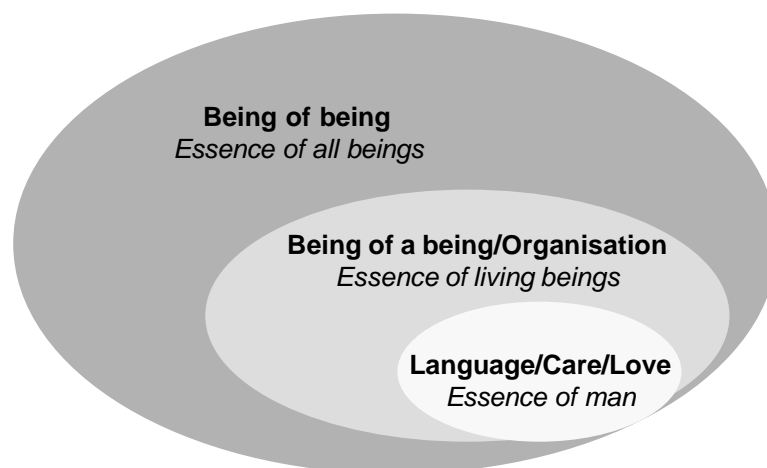 Being of being
Essence of all beings
Being of a being/Organisation
Essence of living beings
Language/Care/Love
Essence of man